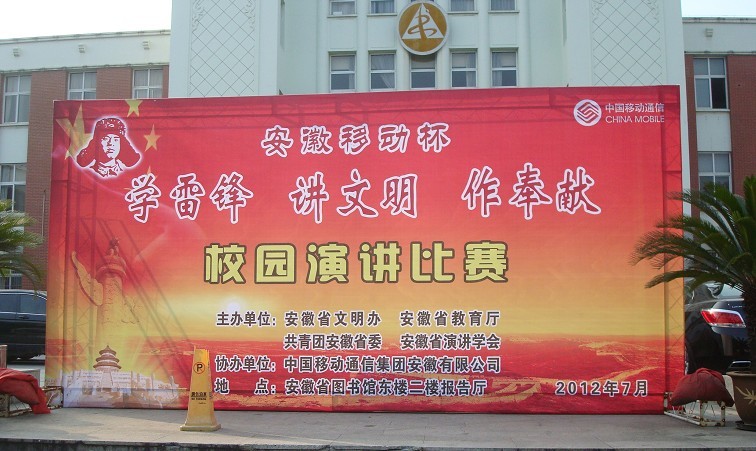 中国移动通信
CHINA MOBILE
安徽移动杯
学雷锋 讲文明 作奉献
校园演讲比赛
主办单位：安徽省文明办 安徽省教育厅
共青团安徽省委 安徽省演讲学会
协办单位：中国移动通信集团安徽有限公司
地 点：安徽省图书馆东楼二楼报告厅 2012年7月
P